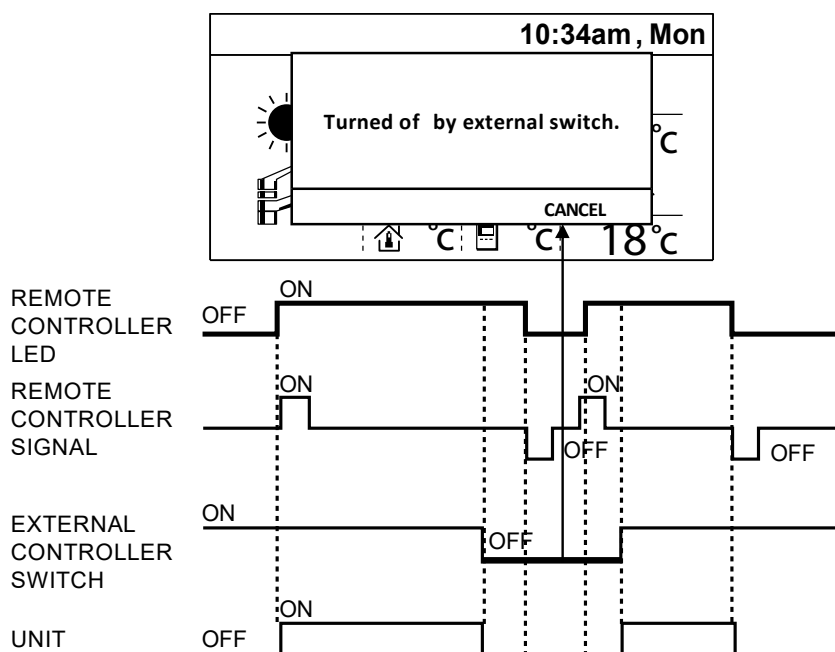 10:34am , Mon
Turned of  by external switch.
°C
CANCEL
°C
°C
18°C
REMOTE
CONTROLLER
LED
OFF
ON
REMOTE
CONTROLLER
SIGNAL
ON
OFF
ON
OFF
EXTERNAL
CONTROLLER
SWITCH
ON
OFF
UNIT
OFF
ON